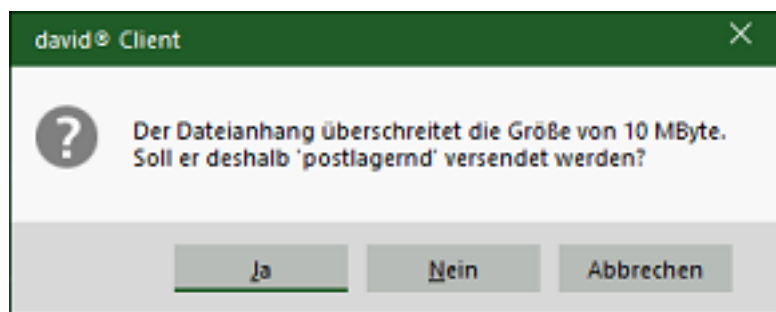 david® Client
Der Dateianhang überschreitet die Größe von 10 MByte.
Soll er deshalb 'postlagernd' versendet werden?
Ja Nein Abbrechen